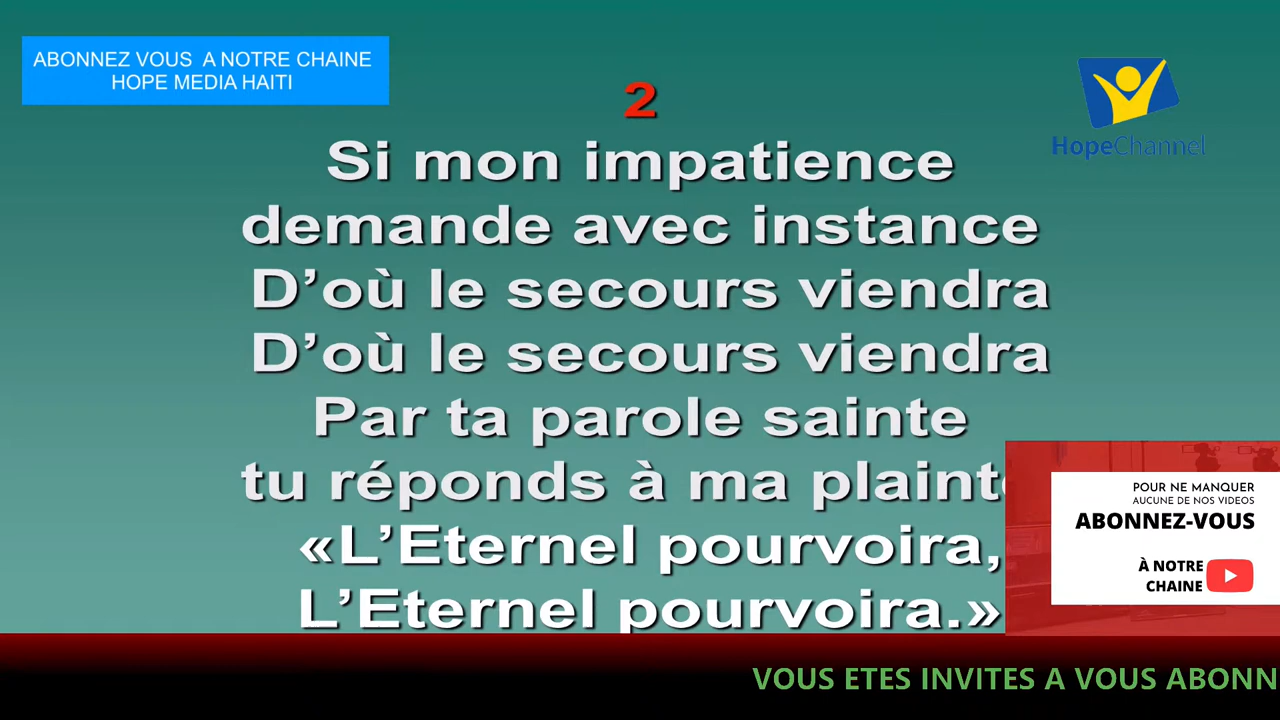 ABONNEZ VOUS A NOTRE CHAINE
HOPE MEDIA HAITI
HopeChannel
2
Si mon impatience
demande avec instance
D’où le secours viendra
D’où le secours viendra
Par ta parole sainte
tu réponds à ma plainte
«L’Eternel pourvoira,
L’Eternel pourvoira.»
POUR NE MANQUER
AUCUNE DE NOS VIDEOS
ABONNEZ-VOUS
À NOTRE
CHAINE
VOUS ETES INVITES A VOUS ABONN